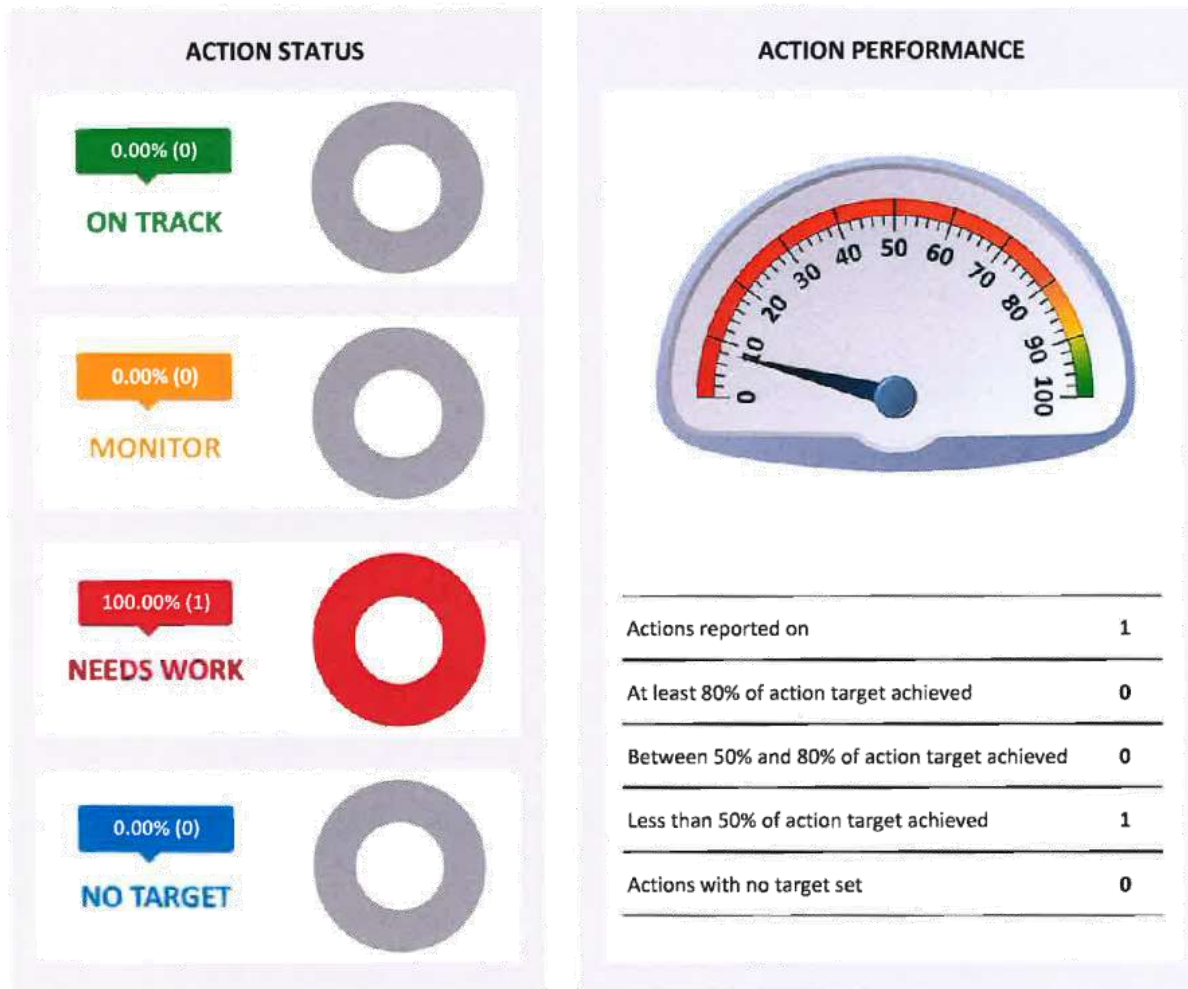 ACTION STATUS
0.00% (0)
ON TRACK
0.00% (0)
MONITOR
100.00% (1)
NEEDS WORK
0.00% (0)
NO TARGET
ACTION PERFORMANCE
0
10
20
30
40
50
60
70
80
90
100
Actions reported on 1
At least 80% of action target achieved 0
Between 50% and 80% of action target achieved 0
Less than 50% of action target achieved 1
Actions with no target set 0